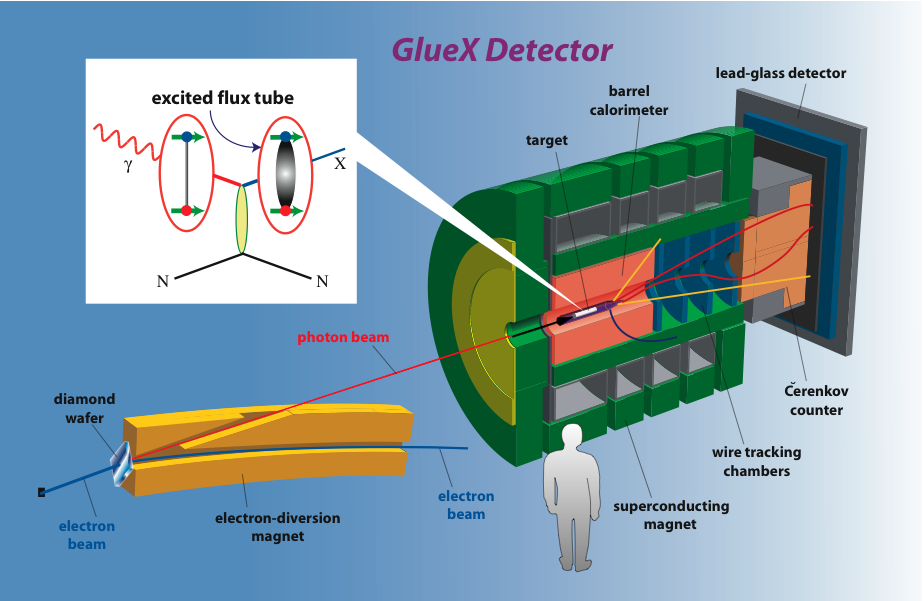 GlueX Detector
lead-glass detector
barrel
calorimeter
target
excited flux tube
γ
X
N
N
photon beam
diamond
wafer
electron
beam
electron-diversion
magnet
electron
beam
superconducting
magnet
wire tracking
chambers
Čerenkov
counter